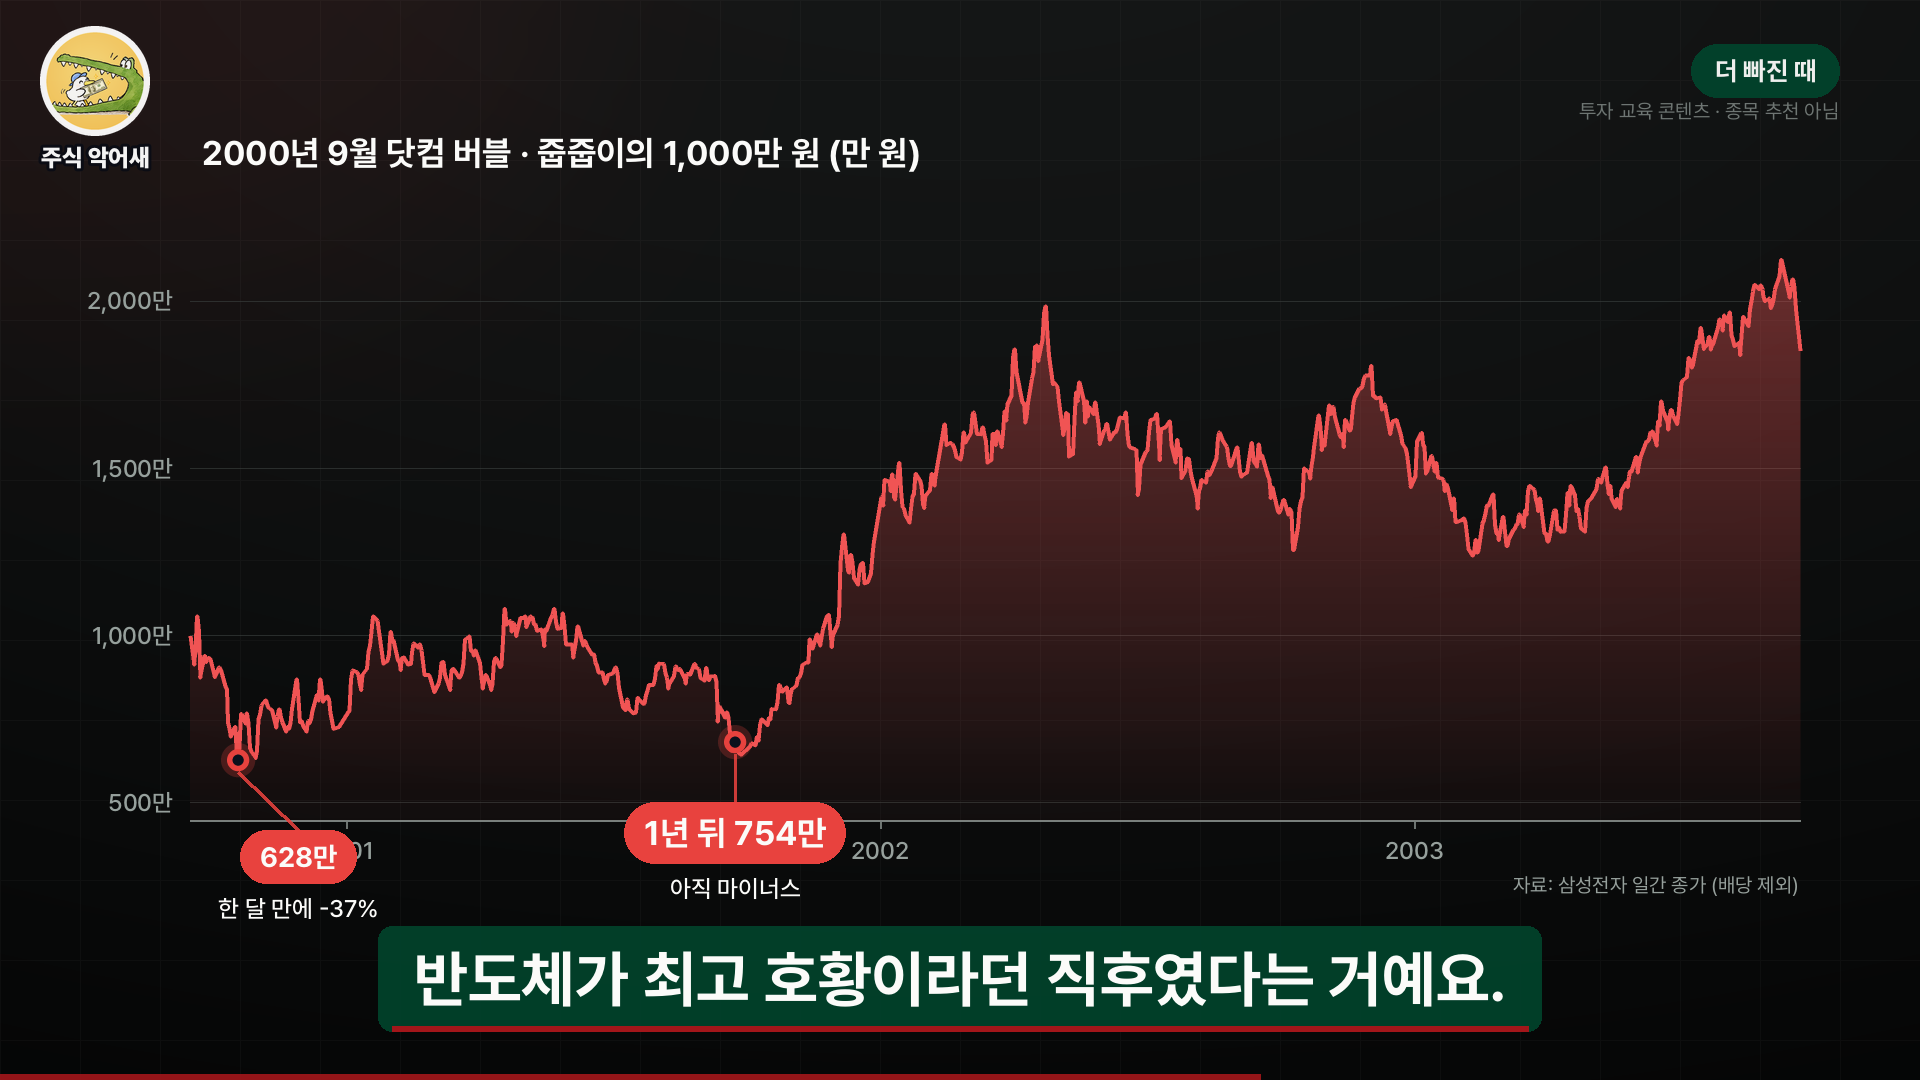 더 빠진 때
투자 교육 콘텐츠 · 종목 추천 아님
주식 악어새
2000년 9월 닷컴 버블 · 줍줍이의 1,000만 원 (만 원)
2,000만
1,500만
1,000만
500만
628만
01
한 달 만에 -37%
1년 뒤 754만
아직 마이너스
2002
2003
자료: 삼성전자 일간 종가 (배당 제외)
반도체가 최고 호황이라던 직후였다는 거예요.